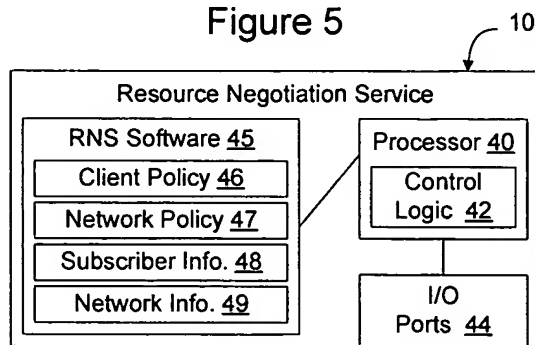 Figure 5
10
Resource Negotiation Service
RNS Software 45
Client Policy 46
Network Policy 47
Subscriber Info. 48
Network Info. 49
Processor 40
Control
Logic 42
I/O
Ports 44